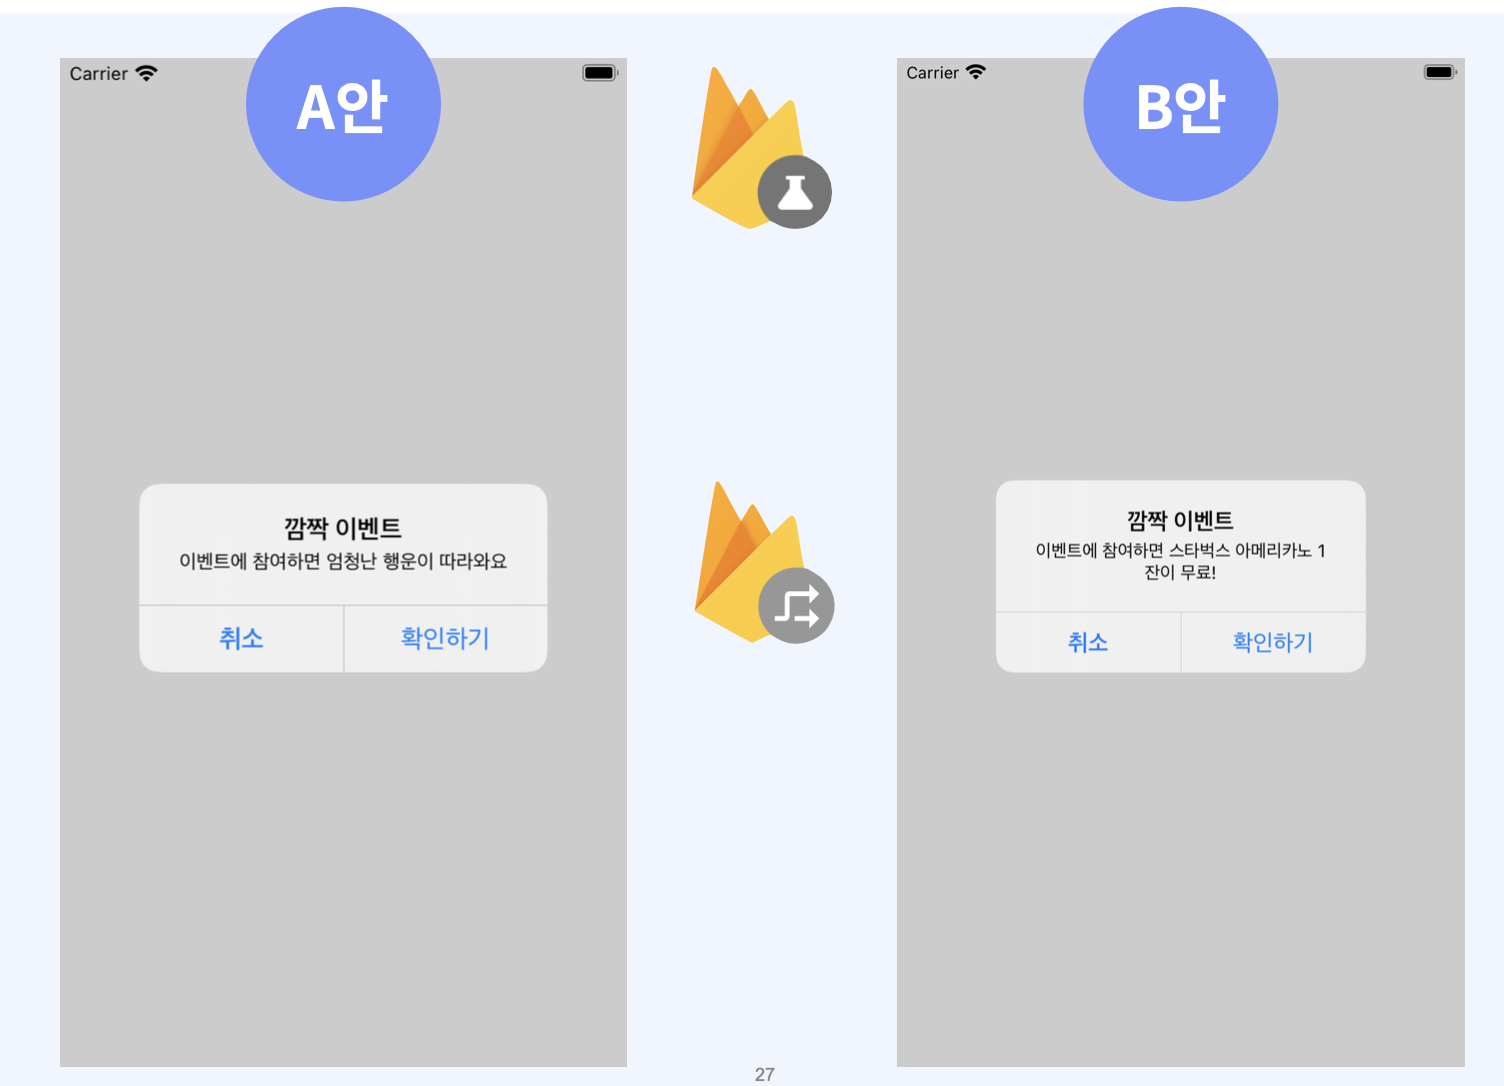 Carrier
A안
깜짝 이벤트
이벤트에 참여하면 엄청난 행운이 따라와요
취소
확인하기
Carrier
B안
깜짝 이벤트
이벤트에 참여하면 스타벅스 아메리카노 1
잔이 무료!
취소
확인하기
27